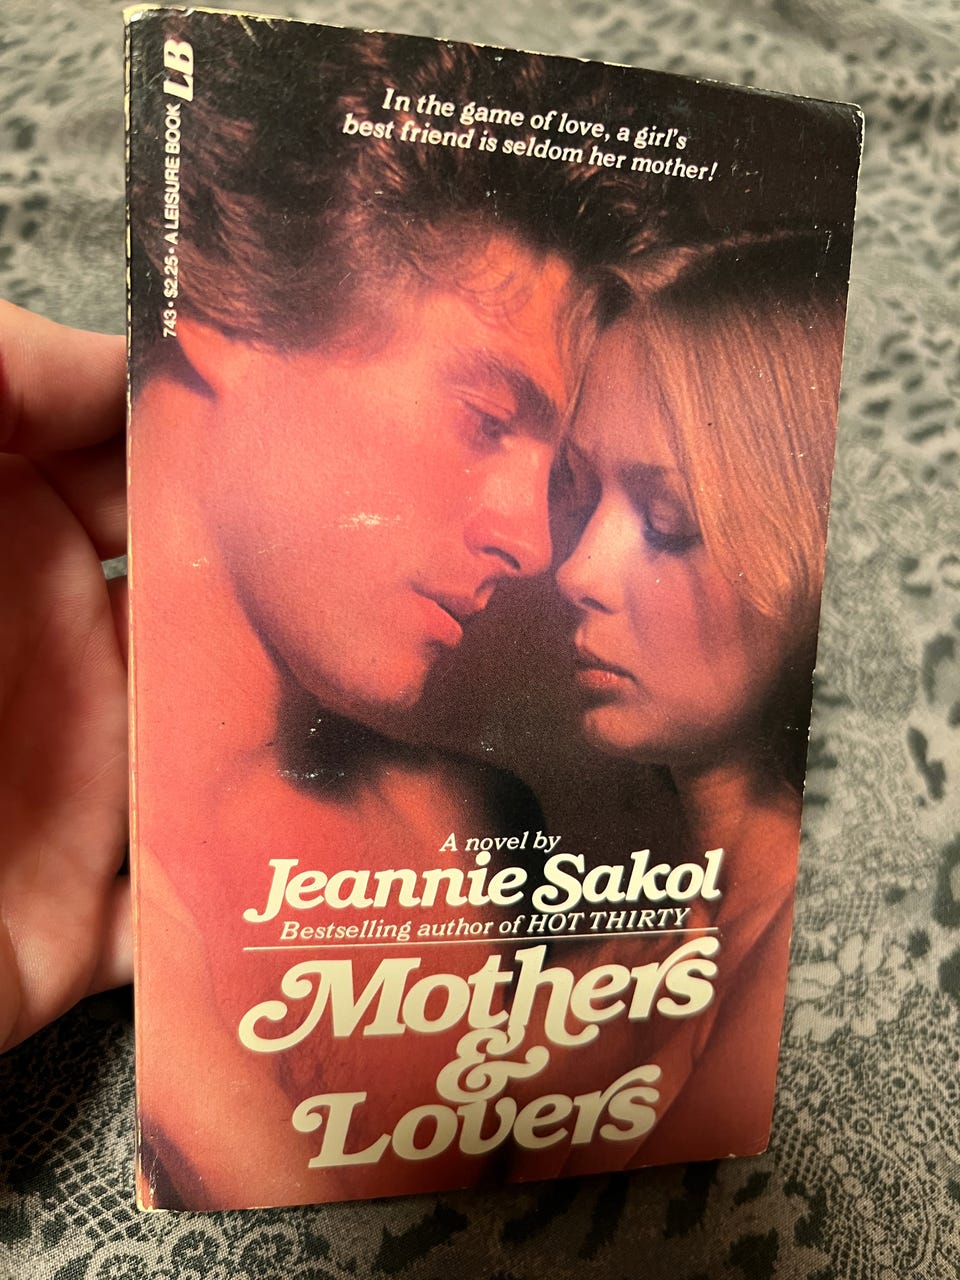 LB
743 • $2.25 • A LEISURE BOOK
In the game of love, a girl's
best friend is seldom her mother!
A novel by
Jeannie Sakol
Bestselling author of HOT THIRTY
Mothers
&
Lovers